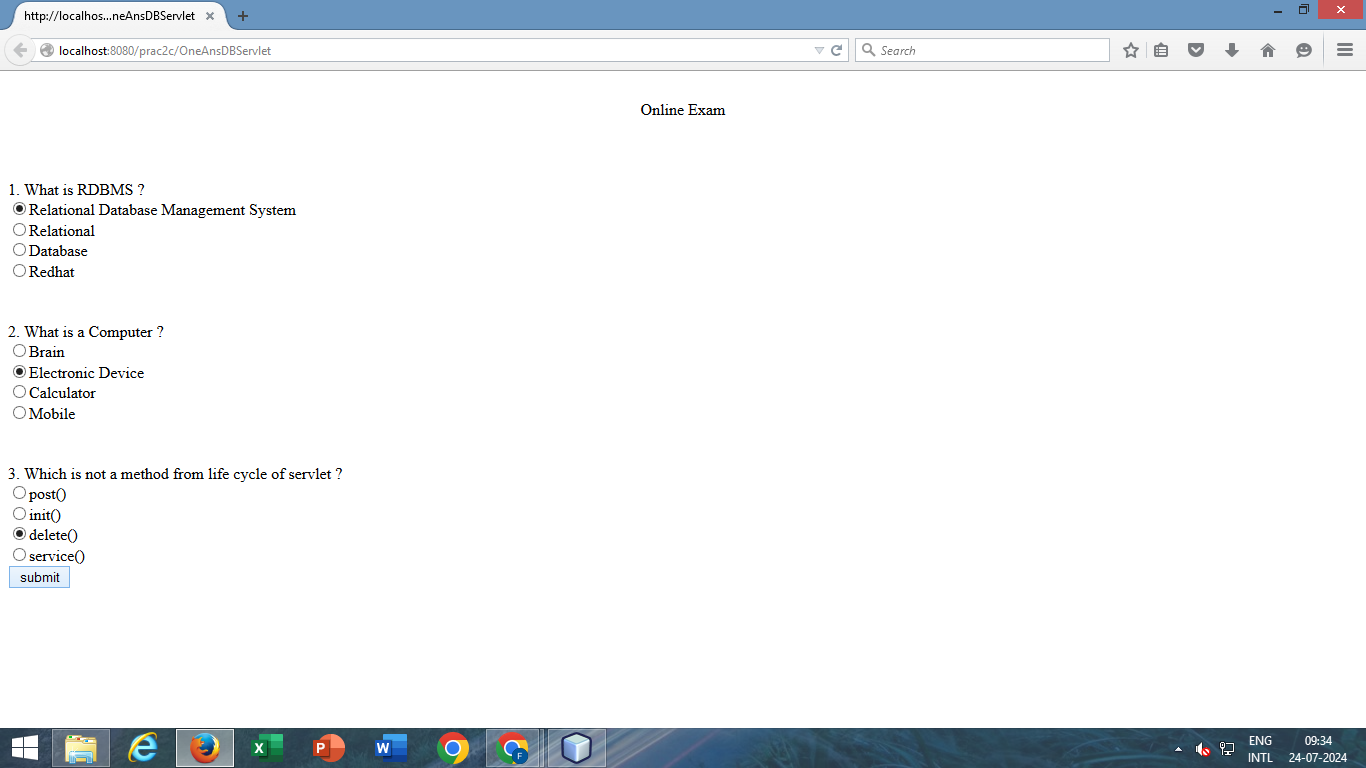 http://localhos...neAnsDBServlet
localhost:8080/prac2c/OneAnsDBServlet
Search
Online Exam
1. What is RDBMS ?
Relational Database Management System
Relational
Database
Redhat
2. What is a Computer ?
Brain
Electronic Device
Calculator
Mobile
3. Which is not a method from life cycle of servlet ?
post()
init()
delete()
service()
submit
ENG 09:34
INTL 24-07-2024